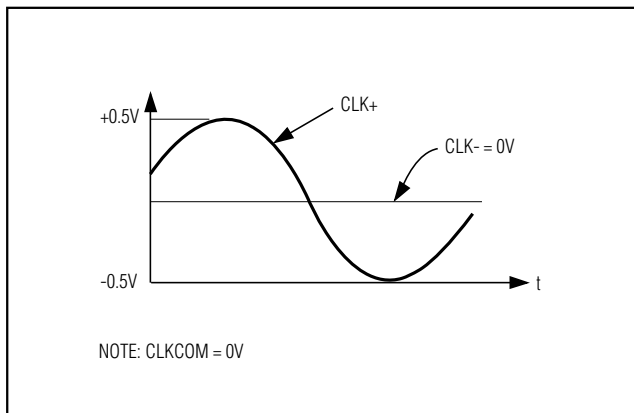 +0.5V
CLK+
CLK- = 0V
-0.5V
t
NOTE: CLKCOM = 0V